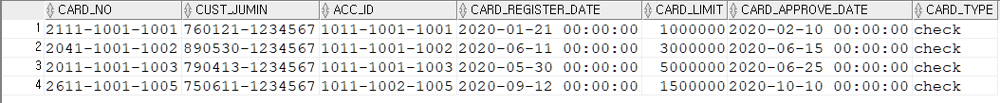 CARD_NO CUST_JUMIN ACC_ID CARD_REGISTER_DATE CARD_LIMIT CARD_APPROVE_DATE CARD_TYPE
1 2111-1001-1001 760121-1234567 1011-1001-1001 2020-01-21 00:00:00 1000000 2020-02-10 00:00:00 check
2 2041-1001-1002 890530-1234567 1011-1001-1002 2020-06-11 00:00:00 3000000 2020-06-15 00:00:00 check
3 2011-1001-1003 790413-1234567 1011-1001-1003 2020-05-30 00:00:00 5000000 2020-06-25 00:00:00 check
4 2611-1001-1005 750611-1234567 1011-1002-1005 2020-09-12 00:00:00 1500000 2020-10-10 00:00:00 check